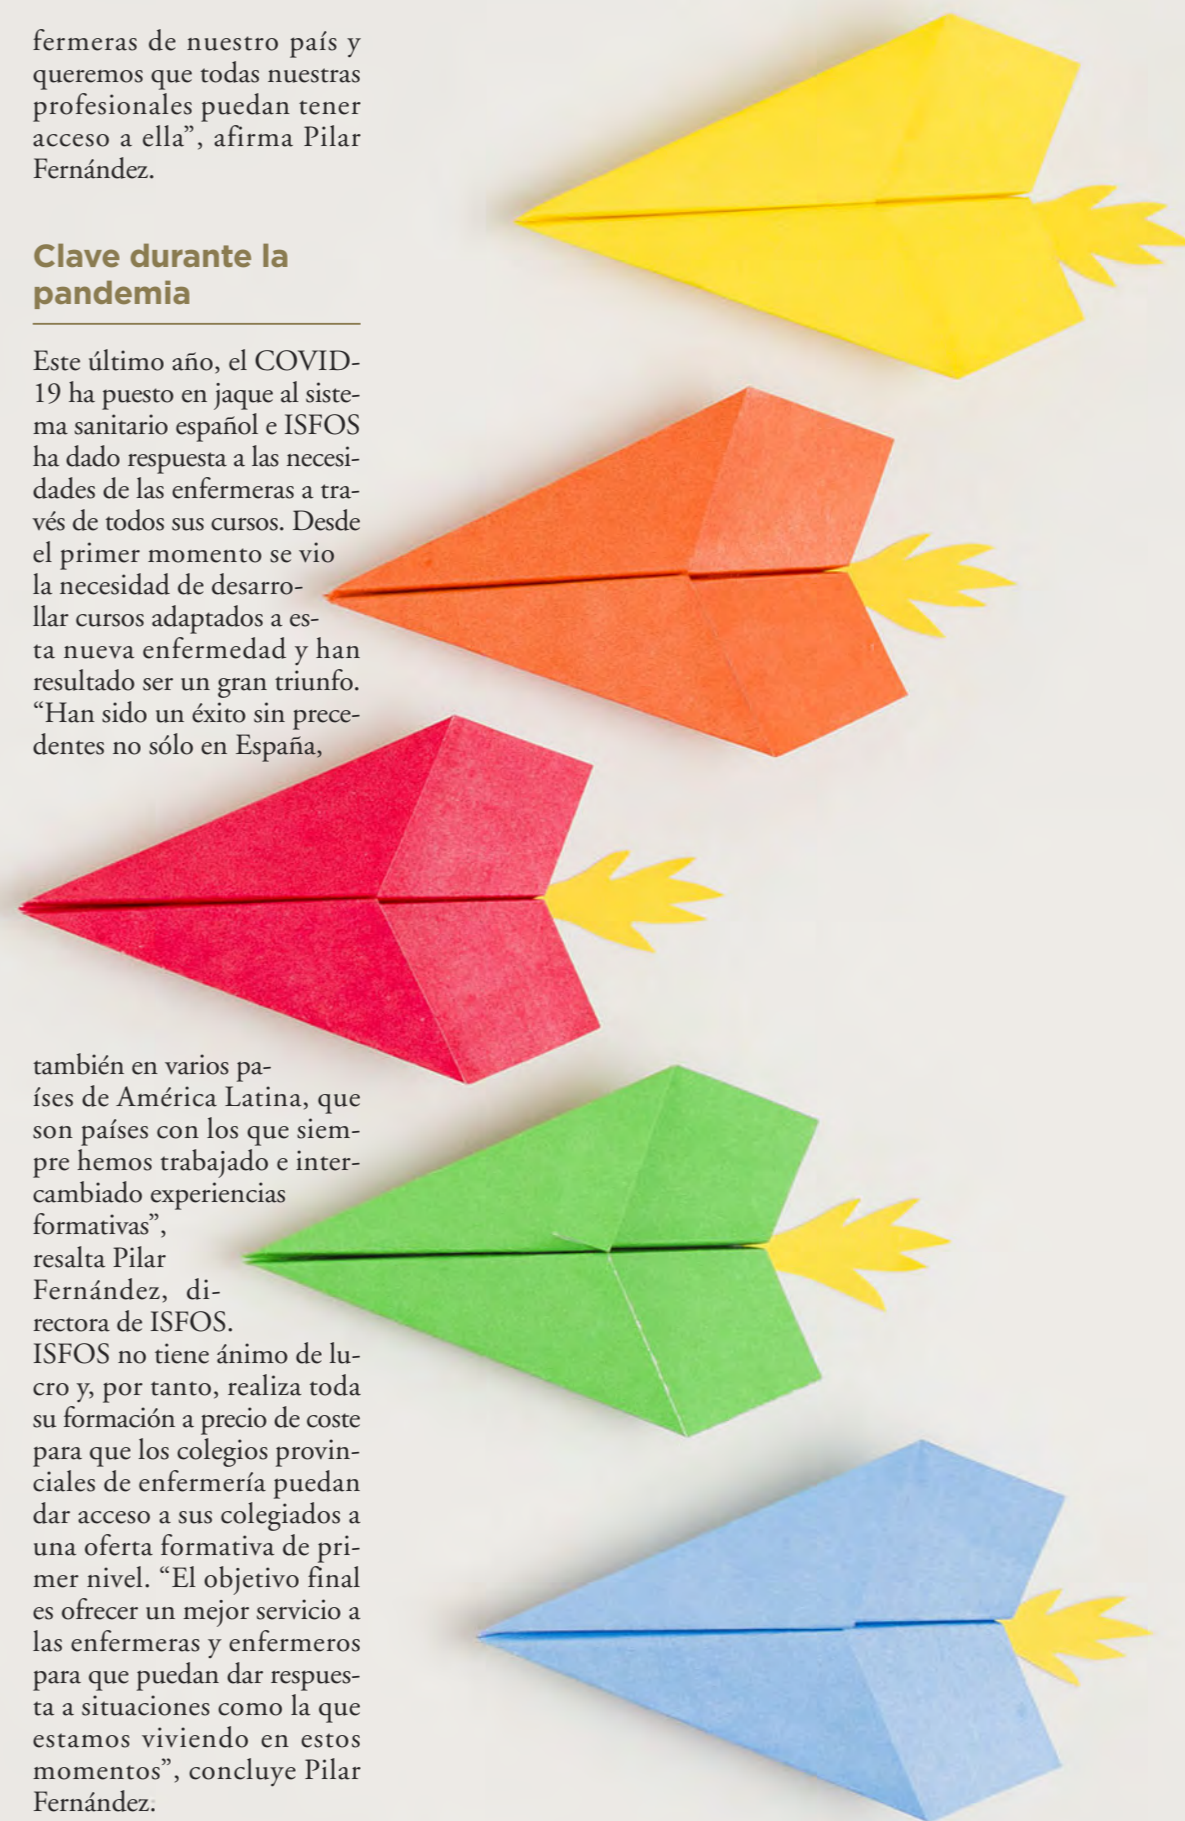 fermeras de nuestro país y
queremos que todas nuestras
profesionales puedan tener
acceso a ella”, afirma Pilar
Fernández.
Clave durante la
pandemia
Este último año, el COVID-
19 ha puesto en jaque al siste-
ma sanitario español e ISFOS
ha dado respuesta a las necesi-
dades de las enfermeras a tra-
vés de todos sus cursos. Desde
el primer momento se vio
la necesidad de desarro-
llar cursos adaptados a es-
ta nueva enfermedad y han
resultado ser un gran triunfo.
“Han sido un éxito sin prece-
dentes no sólo en España,
también en varios pa-
íses de América Latina, que
son países con los que siem-
pre hemos trabajado e inter-
cambiado experiencias
formativas”,
resalta Pilar
Fernández, di-
rectora de ISFOS.
ISFOS no tiene ánimo de lu-
cro y, por tanto, realiza toda
su formación a precio de coste
para que los colegios provin-
ciales de enfermería puedan
dar acceso a sus colegiados a
una oferta formativa de pri-
mer nivel. “El objetivo final
es ofrecer un mejor servicio a
las enfermeras y enfermeros
para que puedan dar respues-
ta a situaciones como la que
estamos viviendo en estos
momentos”, concluye Pilar
Fernández.